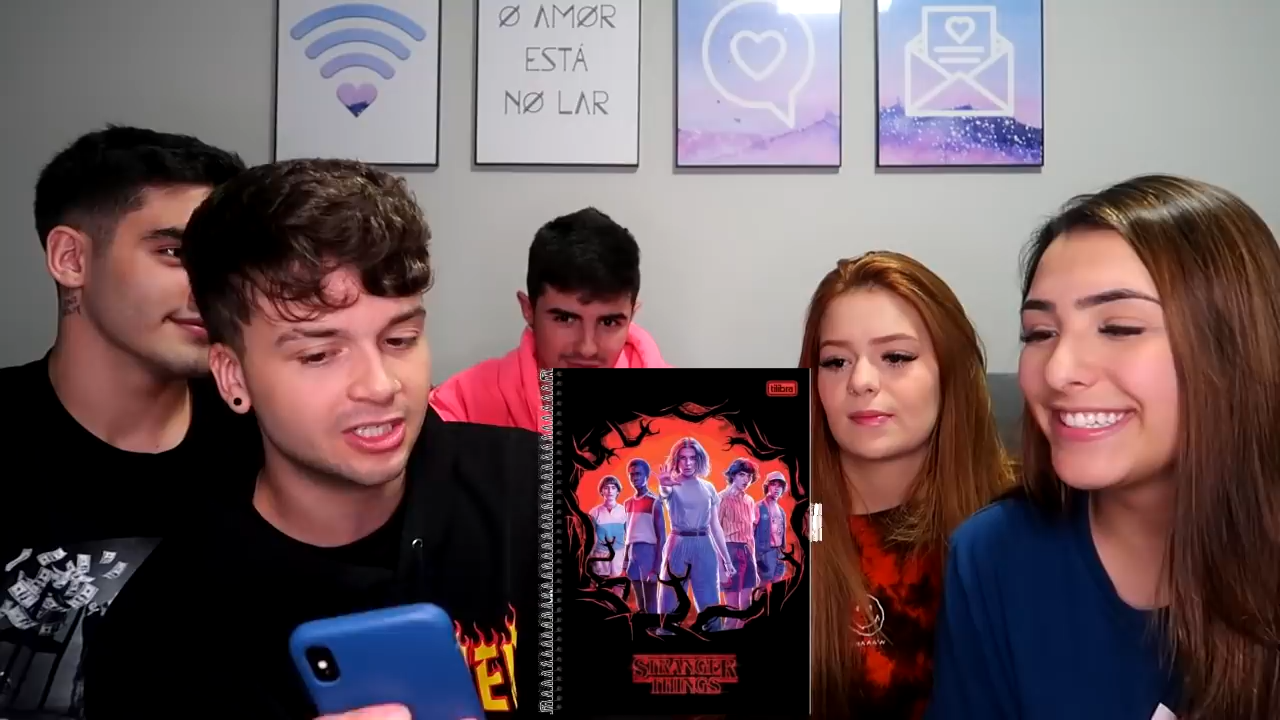 Ø AMØR
ESTÁ
NØ LAR
tilibra
STRANGER
THINGS